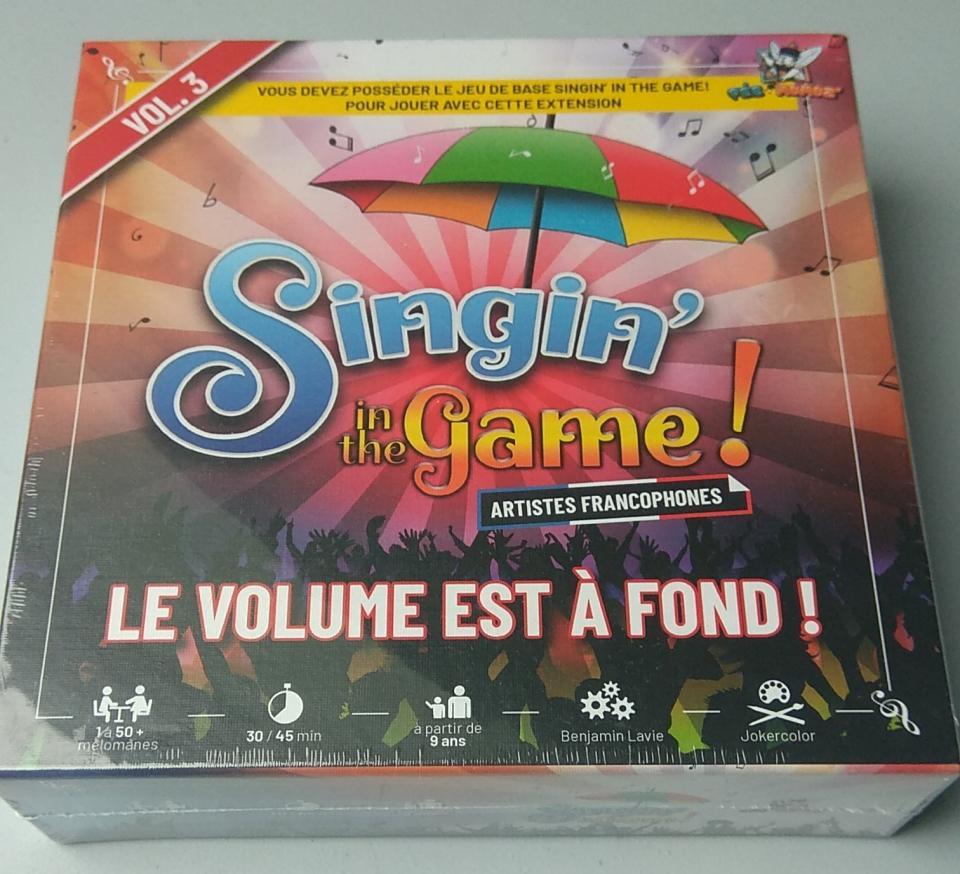 VOL. 3
VOUS DEVEZ POSSÉDER LE JEU DE BASE SINGIN' IN THE GAME!
POUR JOUER AVEC CETTE EXTENSION
Singin'
in
the Game!
ARTISTES FRANCOPHONES
LE VOLUME EST À FOND !
1 à 50+
mélomanes
30 / 45 min
à partir de
9 ans
Benjamin Lavie
Jokercolor